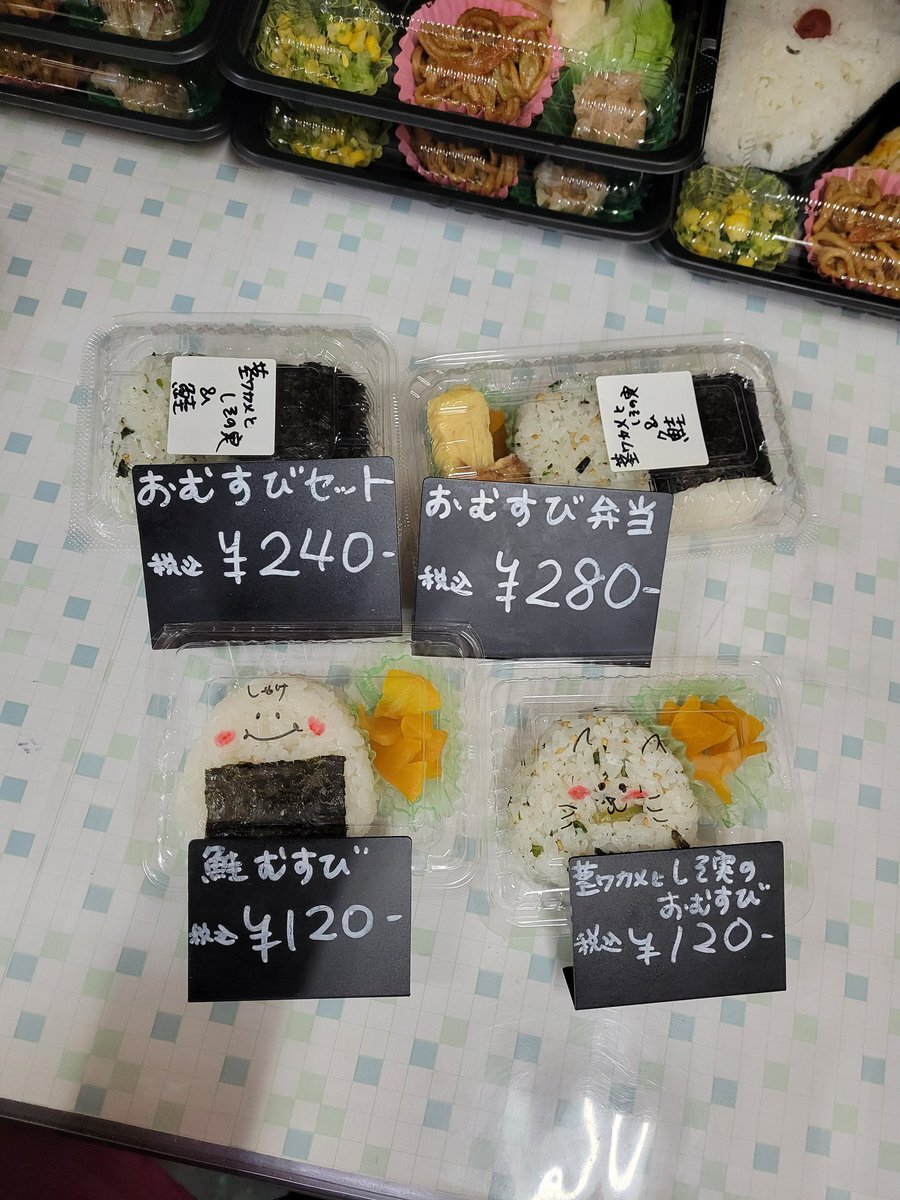 茎ワカメと
しその実
&
鮭
おむすびセット
税込 ¥240-
鮭
&
茎ワカメと
しその実
おむすび弁当
税込 ¥280-
しゃけ
鮭むすび
税込 ¥120-
茎ワカメとしそ実の
おむすび
税込 ¥120-